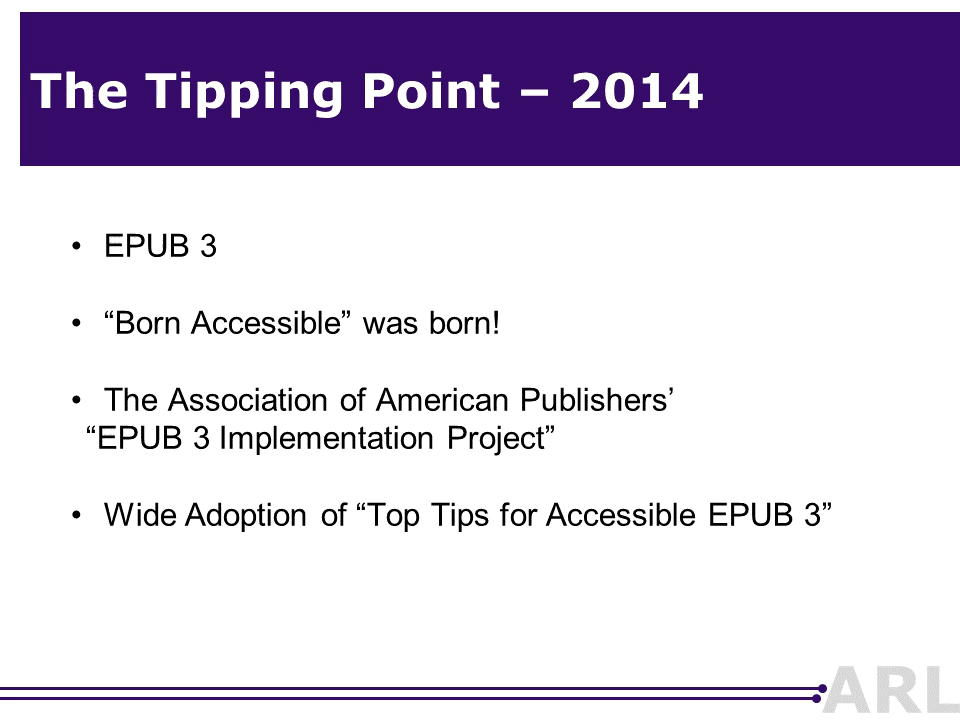 The Tipping Point – 2014
• EPUB 3
• “Born Accessible” was born!
• The Association of American Publishers’
“EPUB 3 Implementation Project”
• Wide Adoption of “Top Tips for Accessible EPUB 3”
ARL